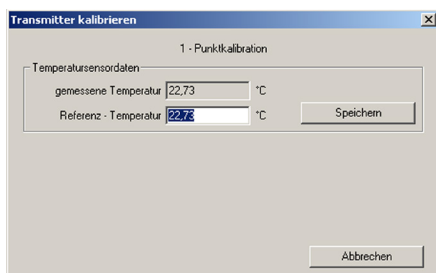 Transmitter kalibrieren
1 - Punktkalibration
Temperatursensordaten
gemessene Temperatur 22,73 °C
Referenz - Temperatur 22,73 °C Speichern
Abbrechen